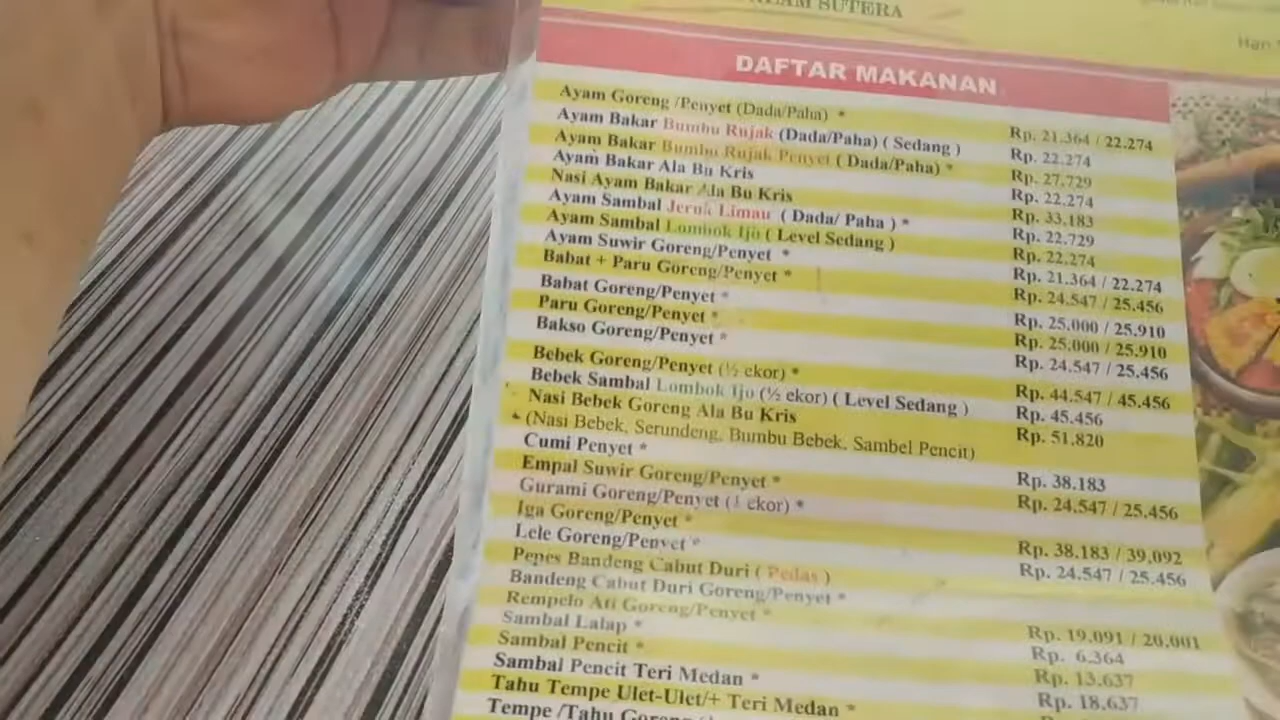 ALAM SUTERA
Hari
DAFTAR MAKANAN
Ayam Goreng /Penyet (Dada/Paha) * Rp. 21.364 / 22.274
Ayam Bakar Bumbu Rujak (Dada/Paha) ( Sedang ) Rp. 22.274
Ayam Bakar Bumbu Rujak Penyet ( Dada/Paha) * Rp. 27.729
Ayam Bakar Ala Bu Kris Rp. 22.274
Nasi Ayam Bakar Ala Bu Kris Rp. 33.183
Ayam Sambal Jeruk Limau ( Dada/ Paha ) * Rp. 22.729
Ayam Sambal Lombok Ijo ( Level Sedang ) Rp. 22.274
Ayam Suwir Goreng/Penyet * Rp. 21.364 / 22.274
Babat + Paru Goreng/Penyet * Rp. 24.547 / 25.456
Babat Goreng/Penyet * Rp. 25.000 / 25.910
Paru Goreng/Penyet * Rp. 25.000 / 25.910
Bakso Goreng/Penyet * Rp. 24.547 / 25.456
Bebek Goreng/Penyet (½ ekor) * Rp. 44.547 / 45.456
Bebek Sambal Lombok Ijo (½ ekor) ( Level Sedang ) Rp. 45.456
Nasi Bebek Goreng Ala Bu Kris Rp. 51.820
* (Nasi Bebek, Serundeng, Bumbu Bebek, Sambel Pencit)
Cumi Penyet * Rp. 38.183
Empal Suwir Goreng/Penyet * Rp. 24.547 / 25.456
Gurami Goreng/Penyet (1 ekor) *
Iga Goreng/Penyet * Rp. 38.183 / 39.092
Lele Goreng/Penyet * Rp. 24.547 / 25.456
Pepes Bandeng Cabut Duri ( Pedas )
Bandeng Cabut Duri Goreng/Penyet *
Rempelo Ati Goreng/Penyet * Rp. 19.091 / 20.001
Sambal Lalap * Rp. 6.364
Sambal Pencit * Rp. 13.637
Sambal Pencit Teri Medan * Rp. 18.637
Tahu Tempe Ulet-Ulet/+ Teri Medan *
Tempe /Tahu